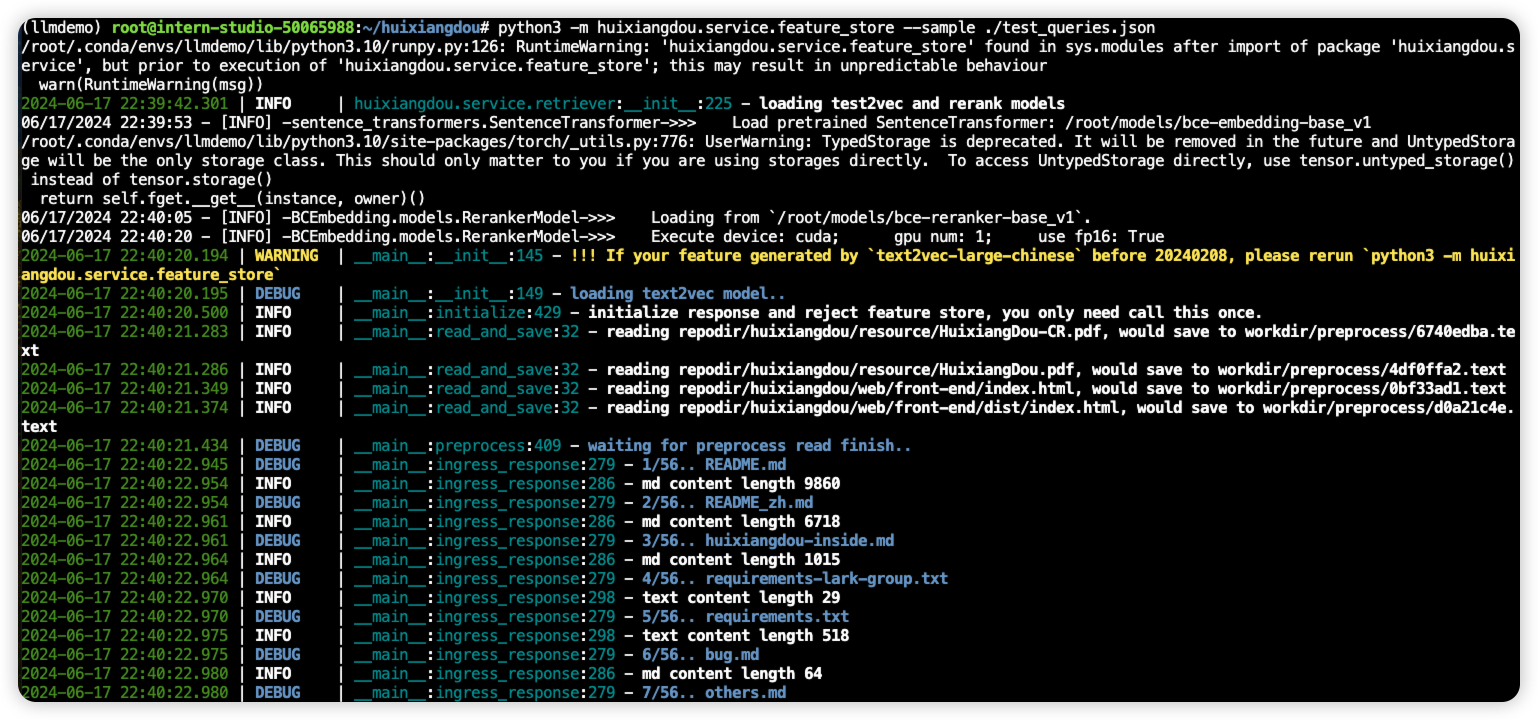 (llmdemo) root@intern-studio-50065988:~/huixiangdou# python3 -m huixiangdou.service.feature_store --sample ./test_queries.json
/root/.conda/envs/llmdemo/lib/python3.10/runpy.py:126: RuntimeWarning: 'huixiangdou.service.feature_store' found in sys.modules after import of package 'huixiangdou.s
ervice', but prior to execution of 'huixiangdou.service.feature_store'; this may result in unpredictable behaviour
  warn(RuntimeWarning(msg))
2024-06-17 22:39:42.301 | INFO     | huixiangdou.service.retriever:__init__:225 - loading test2vec and rerank models
06/17/2024 22:39:53 - [INFO] -sentence_transformers.SentenceTransformer->>>    Load pretrained SentenceTransformer: /root/models/bce-embedding-base_v1
/root/.conda/envs/llmdemo/lib/python3.10/site-packages/torch/_utils.py:776: UserWarning: TypedStorage is deprecated. It will be removed in the future and UntypedStora
ge will be the only storage class. This should only matter to you if you are using storages directly.  To access UntypedStorage directly, use tensor.untyped_storage()
 instead of tensor.storage()
  return self.fget.__get__(instance, owner)()
06/17/2024 22:40:05 - [INFO] -BCEmbedding.models.RerankerModel->>>    Loading from `/root/models/bce-reranker-base_v1`.
06/17/2024 22:40:20 - [INFO] -BCEmbedding.models.RerankerModel->>>    Execute device: cuda;      gpu num: 1;     use fp16: True
2024-06-17 22:40:20.194 | WARNING  | __main__:__init__:145 - !!! If your feature generated by `text2vec-large-chinese` before 20240208, please rerun `python3 -m huixi
angdou.service.feature_store`
2024-06-17 22:40:20.195 | DEBUG    | __main__:__init__:149 - loading text2vec model..
2024-06-17 22:40:20.500 | INFO     | __main__:initialize:429 - initialize response and reject feature store, you only need call this once.
2024-06-17 22:40:21.283 | INFO     | __main__:read_and_save:32 - reading repodir/huixiangdou/resource/HuixiangDou-CR.pdf, would save to workdir/preprocess/6740edba.te
xt
2024-06-17 22:40:21.286 | INFO     | __main__:read_and_save:32 - reading repodir/huixiangdou/resource/HuixiangDou.pdf, would save to workdir/preprocess/4df0ffa2.text
2024-06-17 22:40:21.349 | INFO     | __main__:read_and_save:32 - reading repodir/huixiangdou/web/front-end/index.html, would save to workdir/preprocess/0bf33ad1.text
2024-06-17 22:40:21.374 | INFO     | __main__:read_and_save:32 - reading repodir/huixiangdou/web/front-end/dist/index.html, would save to workdir/preprocess/d0a21c4e.
text
2024-06-17 22:40:21.434 | DEBUG    | __main__:preprocess:409 - waiting for preprocess read finish..
2024-06-17 22:40:22.945 | DEBUG    | __main__:ingress_response:279 - 1/56.. README.md
2024-06-17 22:40:22.954 | INFO     | __main__:ingress_response:286 - md content length 9860
2024-06-17 22:40:22.954 | DEBUG    | __main__:ingress_response:279 - 2/56.. README_zh.md
2024-06-17 22:40:22.961 | INFO     | __main__:ingress_response:286 - md content length 6718
2024-06-17 22:40:22.961 | DEBUG    | __main__:ingress_response:279 - 3/56.. huixiangdou-inside.md
2024-06-17 22:40:22.964 | INFO     | __main__:ingress_response:286 - md content length 1015
2024-06-17 22:40:22.964 | DEBUG    | __main__:ingress_response:279 - 4/56.. requirements-lark-group.txt
2024-06-17 22:40:22.970 | INFO     | __main__:ingress_response:298 - text content length 29
2024-06-17 22:40:22.970 | DEBUG    | __main__:ingress_response:279 - 5/56.. requirements.txt
2024-06-17 22:40:22.975 | INFO     | __main__:ingress_response:298 - text content length 518
2024-06-17 22:40:22.975 | DEBUG    | __main__:ingress_response:279 - 6/56.. bug.md
2024-06-17 22:40:22.980 | INFO     | __main__:ingress_response:286 - md content length 64
2024-06-17 22:40:22.980 | DEBUG    | __main__:ingress_response:279 - 7/56.. others.md